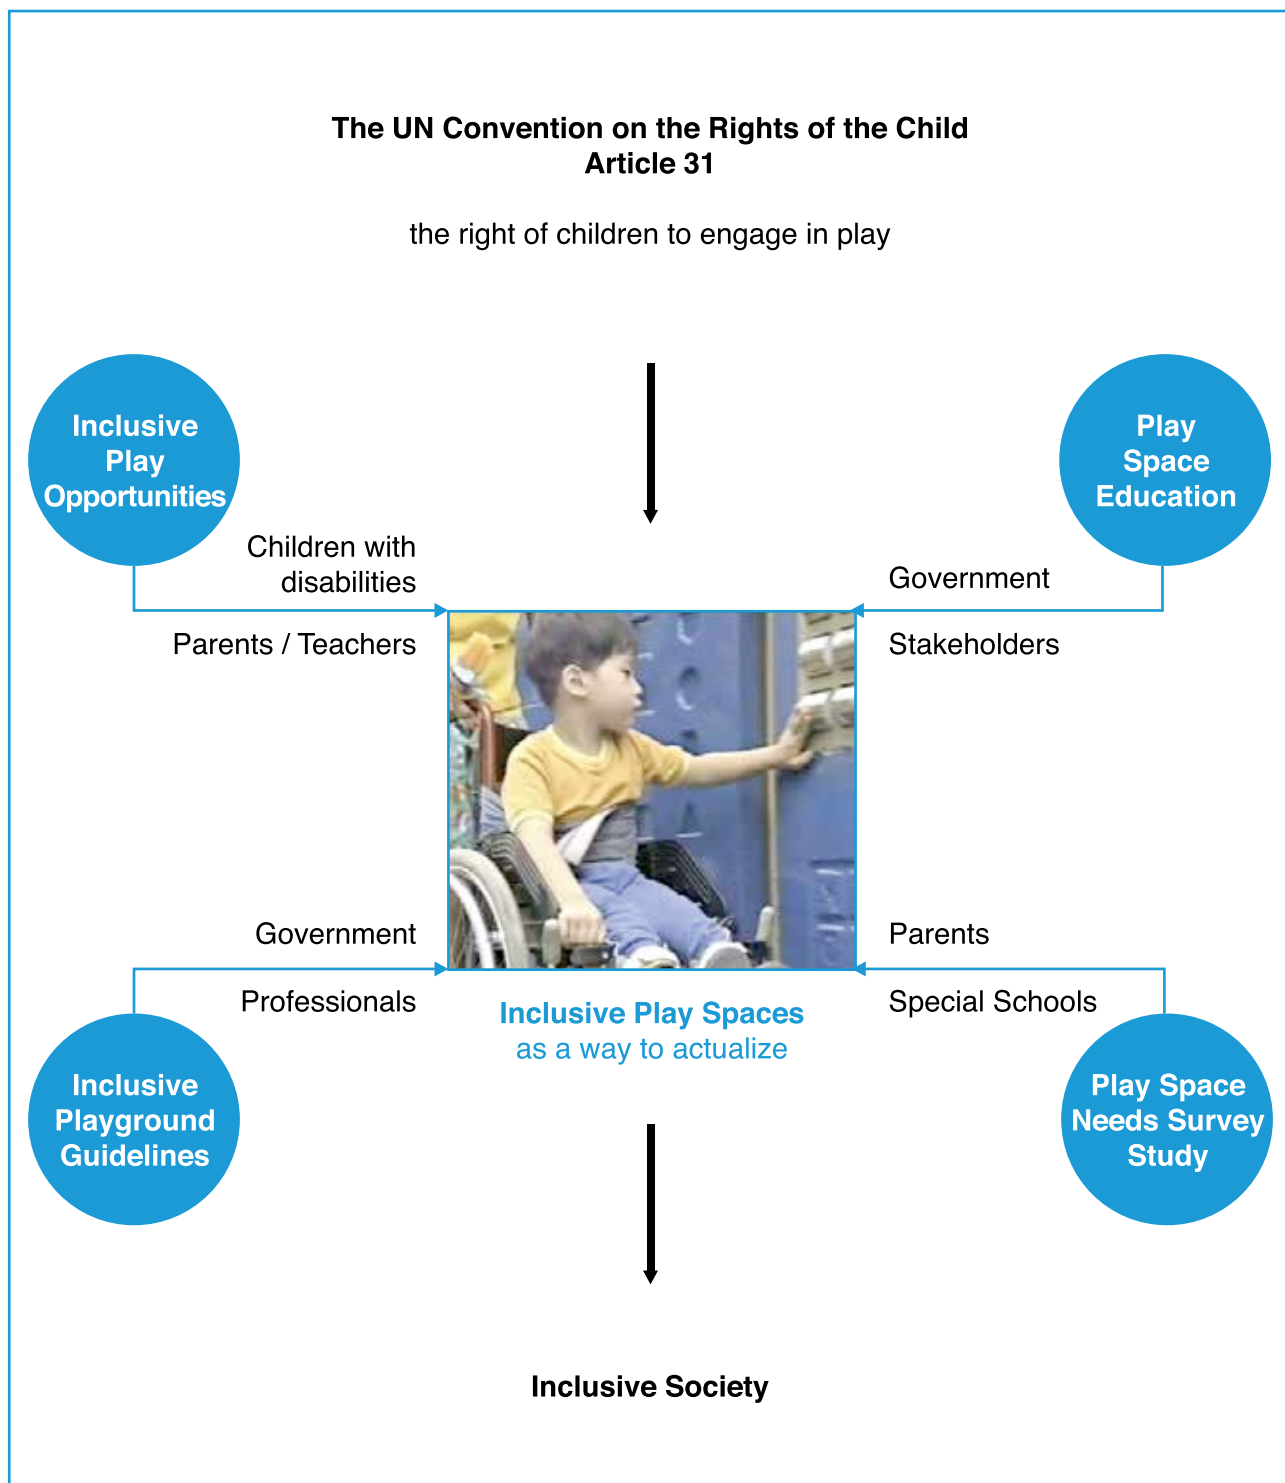 The UN Convention on the Rights of the Child
Article 31
the right of children to engage in play
Inclusive
Play
Opportunities
Play
Space
Education
Children with
disabilities
Parents / Teachers
Government
Stakeholders
Government
Professionals
Parents
Special Schools
Inclusive Play Spaces
as a way to actualize
Inclusive
Playground
Guidelines
Play Space
Needs Survey
Study
Inclusive Society